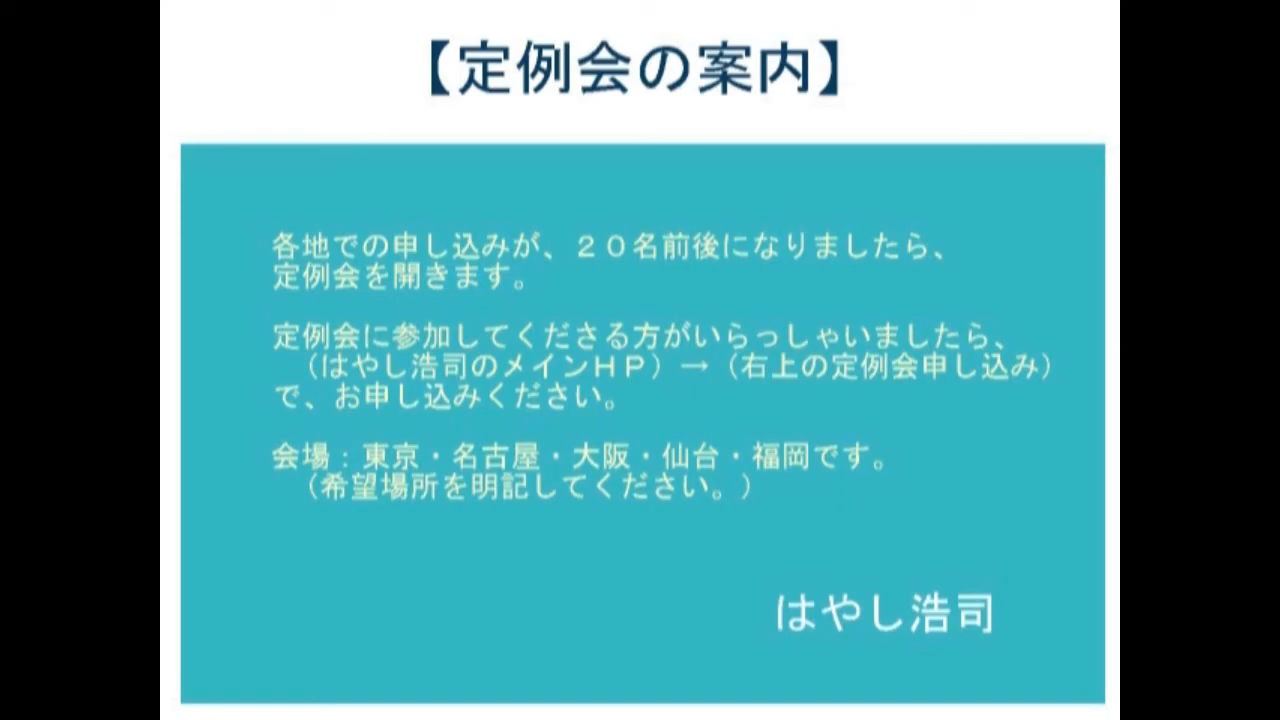 【定例会の案内】
各地での申し込みが、２０名前後になりましたら、
定例会を開きます。
定例会に参加してくださる方がいらっしゃいましたら、
（はやし浩司のメインＨＰ）→（右上の定例会申し込み）
で、お申し込みください。
会場：東京・名古屋・大阪・仙台・福岡です。
（希望場所を明記してください。）
はやし浩司